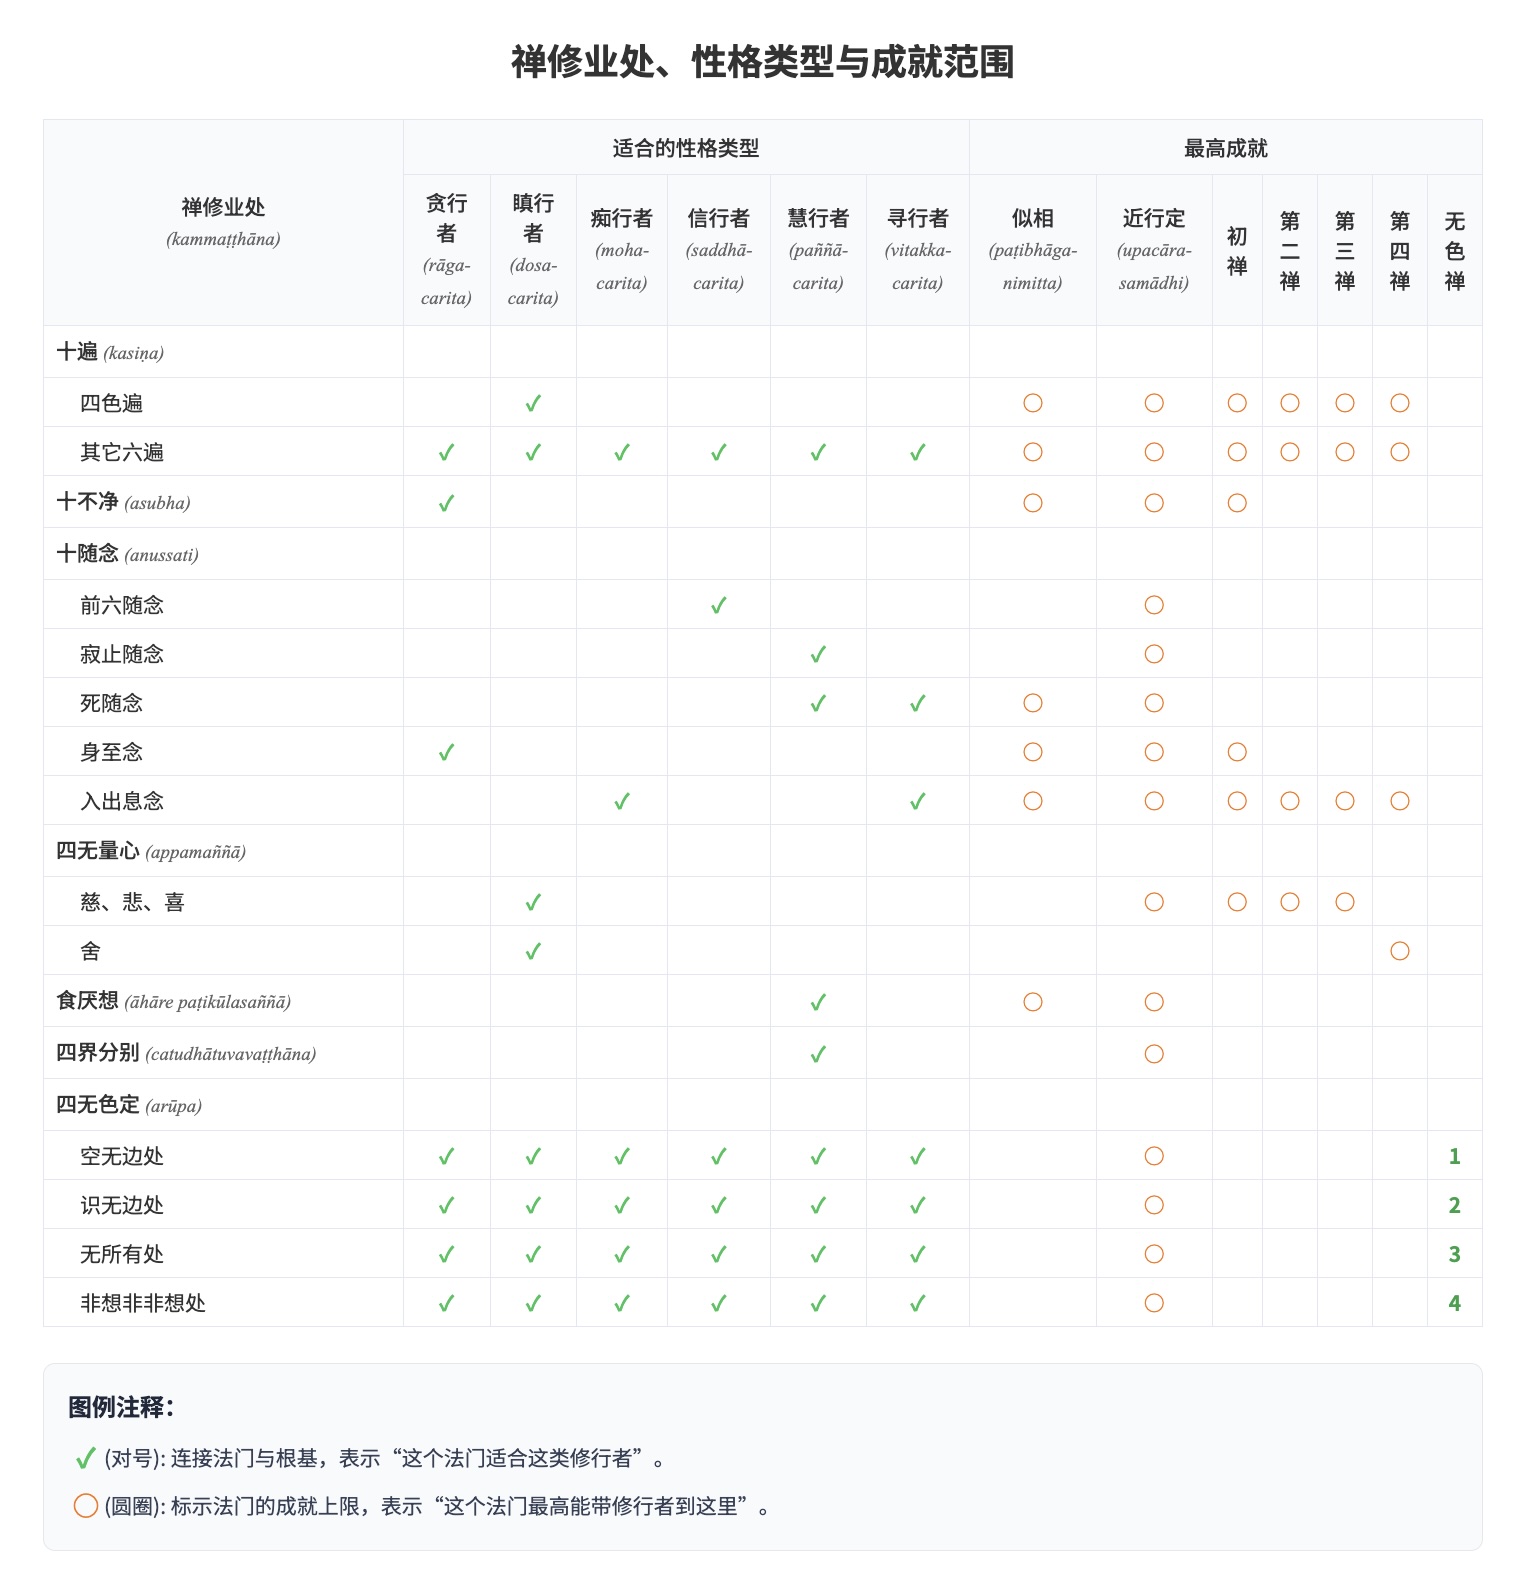 禅修业处、性格类型与成就范围
禅修业处
(kammaṭṭhāna)
适合的性格类型
最高成就
贪行
者
(rāga-
carita)
瞋行
者
(dosa-
carita)
痴行者
(moha-
carita)
信行者
(saddhā-
carita)
慧行者
(paññā-
carita)
寻行者
(vitakka-
carita)
似相
(paṭibhāga-
nimitta)
近行定
(upacāra-
samādhi)
初
禅
第
二
禅
第
三
禅
第
四
禅
无
色
禅
十遍 (kasiṇa)
四色遍 ✓ ○ ○ ○ ○ ○ ○
其它六遍 ✓ ✓ ✓ ✓ ✓ ✓ ○ ○ ○ ○ ○ ○
十不净 (asubha) ✓ ○ ○ ○
十随念 (anussati)
前六随念 ✓ ○
寂止随念 ✓ ○
死随念 ✓ ✓ ○ ○
身至念 ✓ ○ ○ ○
入出息念 ✓ ✓ ○ ○ ○ ○ ○ ○
四无量心 (appamaññā)
慈、悲、喜 ✓ ○ ○ ○ ○
舍 ✓ ○
食厌想 (āhāre paṭikūlasaññā) ✓ ○ ○
四界分别 (catudhātuvavaṭṭhāna) ✓ ○
四无色定 (arūpa)
空无边处 ✓ ✓ ✓ ✓ ✓ ✓ ○ 1
识无边处 ✓ ✓ ✓ ✓ ✓ ✓ ○ 2
无所有处 ✓ ✓ ✓ ✓ ✓ ✓ ○ 3
非想非非想处 ✓ ✓ ✓ ✓ ✓ ✓ ○ 4
图例注释：
✓ (对号): 连接法门与根基，表示“这个法门适合这类修行者”。
○ (圆圈): 标示法门的成就上限，表示“这个法门最高能带修行者到这里”。